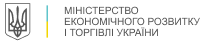 МІНІСТЕРСТВО
ЕКОНОМІЧНОГО РОЗВИТКУ
І ТОРГІВЛІ УКРАЇНИ